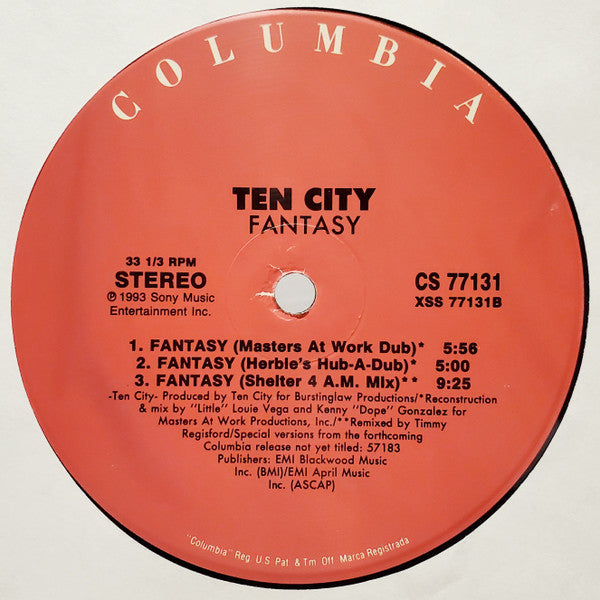 COLUMBIA
TEN CITY
FANTASY
33 1/3 RPM
STEREO
℗ 1993 Sony Music
Entertainment Inc.
CS 77131
XSS 77131B
1. FANTASY (Masters At Work Dub)* 5:56
2. FANTASY (Herbie's Hub-A-Dub)* 5:00
3. FANTASY (Shelter 4 A.M. Mix)** 9:25
-Ten City- Produced by Ten City for Burstinglaw Productions/*Reconstruction
& mix by "Little" Louie Vega and Kenny "Dope" Gonzalez for
Masters At Work Productions, Inc./**Remixed by Timmy
Regisford/Special versions from the forthcoming
Columbia release not yet titled: 57183
Publishers: EMI Blackwood Music
Inc. (BMI)/EMI April Music
Inc. (ASCAP)
"Columbia" Reg. U.S. Pat. & Tm. Off. Marca Registrada